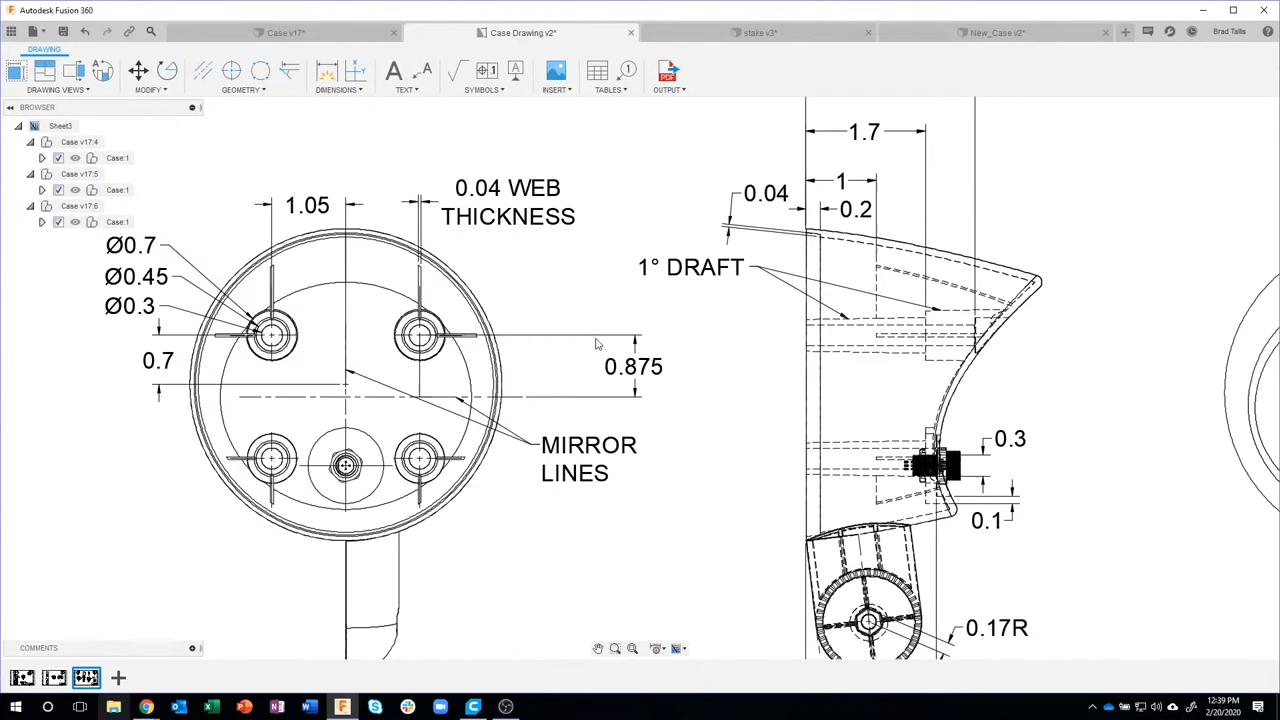 Autodesk Fusion 360
Case v17*
Case Drawing v2*
stake v3*
New_Case v2*
Brad Tallis
DRAWING
DRAWING VIEWS
MODIFY
GEOMETRY
DIMENSIONS
TEXT
SYMBOLS
INSERT
TABLES
OUTPUT
PDF
BROWSER
Sheet3
Case v17:4
Case:1
Case v17:5
Case:1
Case v17:6
Case:1
1.05
0.04 WEB
THICKNESS
Ø0.7
Ø0.45
Ø0.3
0.7
0.875
MIRROR
LINES
1.7
1
0.04
0.2
1° DRAFT
0.3
0.1
0.17R
COMMENTS
12:39 PM
2/20/2020